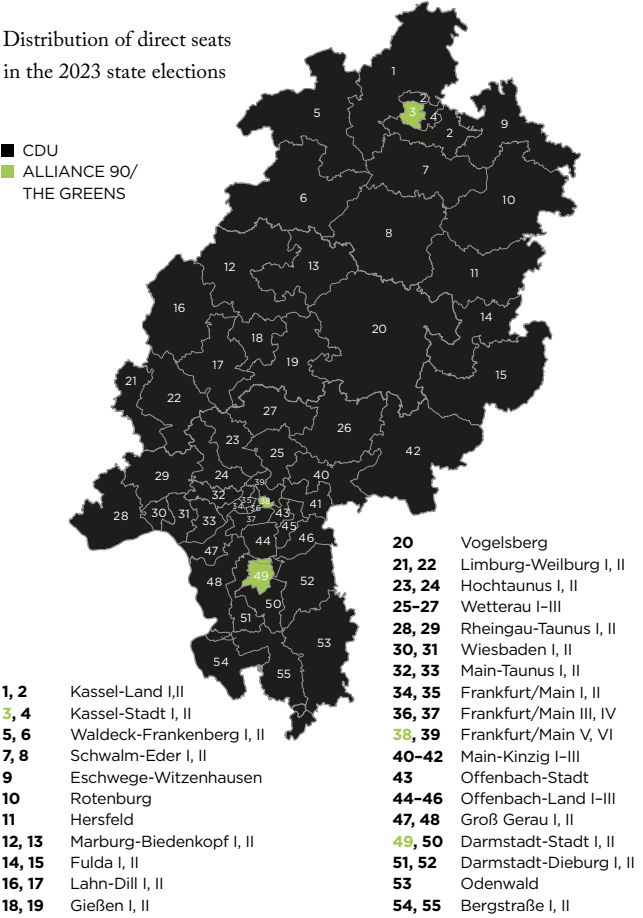 Distribution of direct seats
in the 2023 state elections
CDU
ALLIANCE 90/
THE GREENS
1
2
3
4
2
5
9
7
6
10
8
12
13
11
16
14
18
20
17
19
15
21
22
27
26
23
42
25
29
24
40
39
32
35
38
41
34
36
28
30
31
33
37
43
45
44
46
47
49
48
52
50
51
53
54
55
1, 2 Kassel-Land I,II
3, 4 Kassel-Stadt I, II
5, 6 Waldeck-Frankenberg I, II
7, 8 Schwalm-Eder I, II
9 Eschwege-Witzenhausen
10 Rotenburg
11 Hersfeld
12, 13 Marburg-Biedenkopf I, II
14, 15 Fulda I, II
16, 17 Lahn-Dill I, II
18, 19 Gießen I, II
20 Vogelsberg
21, 22 Limburg-Weilburg I, II
23, 24 Hochtaunus I, II
25–27 Wetterau I–III
28, 29 Rheingau-Taunus I, II
30, 31 Wiesbaden I, II
32, 33 Main-Taunus I, II
34, 35 Frankfurt/Main I, II
36, 37 Frankfurt/Main III, IV
38, 39 Frankfurt/Main V, VI
40–42 Main-Kinzig I–III
43 Offenbach-Stadt
44–46 Offenbach-Land I–III
47, 48 Groß Gerau I, II
49, 50 Darmstadt-Stadt I, II
51, 52 Darmstadt-Dieburg I, II
53 Odenwald
54, 55 Bergstraße I, II